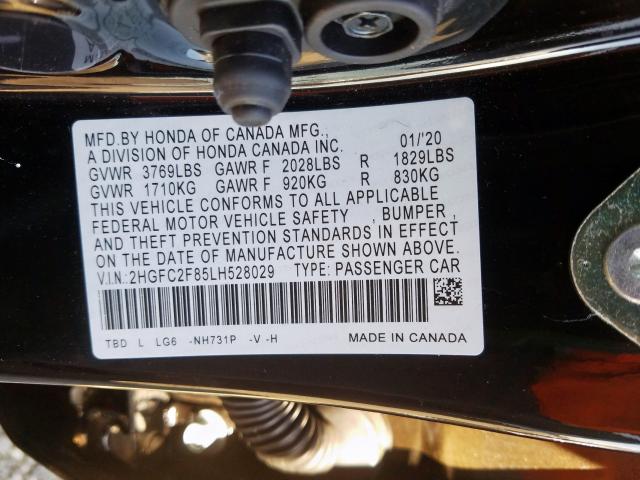 MFD.BY HONDA OF CANADA MFG., 01/'20
A DIVISION OF HONDA CANADA INC.
GVWR 3769LBS GAWR F 2028LBS R 1829LBS
GVWR 1710KG GAWR F 920KG R 830KG
THIS VEHICLE CONFORMS TO ALL APPLICABLE
FEDERAL MOTOR VEHICLE SAFETY , BUMPER ,
AND THEFT PREVENTION STANDARDS IN EFFECT
ON THE DATE OF MANUFACTURE SHOWN ABOVE.
V.I.N.:2HGFC2F85LH528029 TYPE: PASSENGER CAR
TBD L LG6 -NH731P -V -H MADE IN CANADA